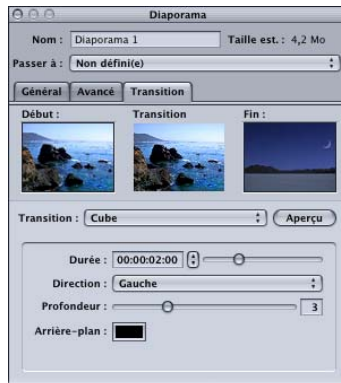 Diaporama
Nom : Diaporama 1 Taille est. : 4,2 Mo
Passer à : Non défini(e)
Général Avancé Transition
Début : Transition Fin :
Transition : Cube Aperçu
Durée : 00:00:02:00
Direction : Gauche
Profondeur : 3
Arrière-plan :